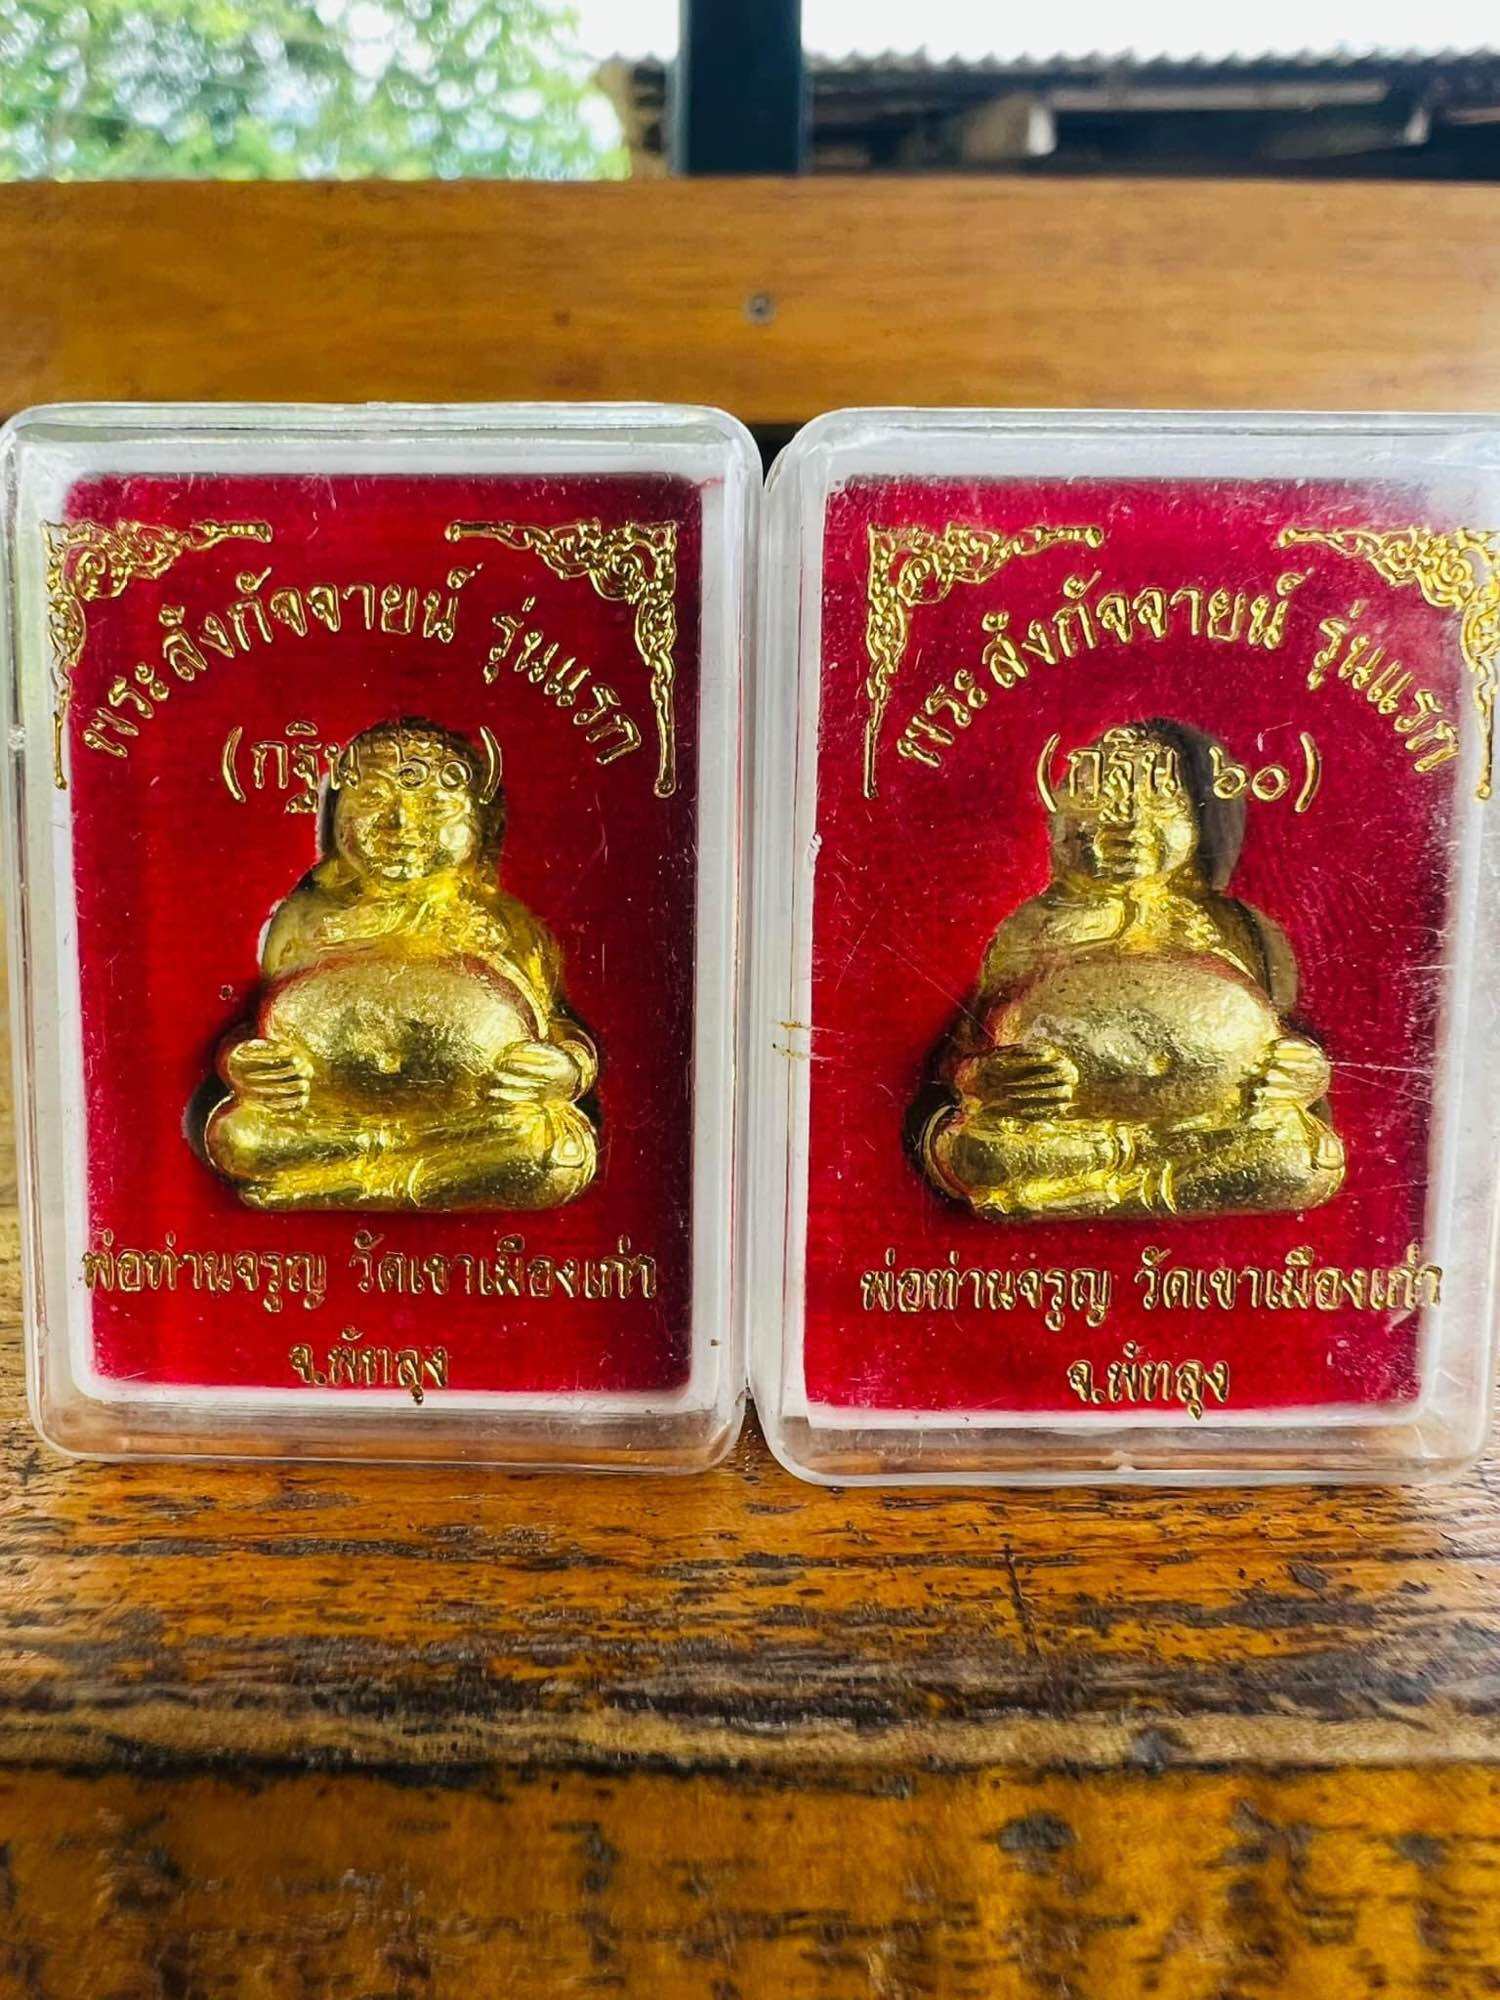 พระสังกัจจายน์ รุ่นแรก
(กฐิน ๖๐)
พ่อท่านจรูญ วัดเขาเมืองเก่า
จ.พัทลุง
พระสังกัจจายน์ รุ่นแรก
(กฐิน ๖๐)
พ่อท่านจรูญ วัดเขาเมืองเก่า
จ.พัทลุง